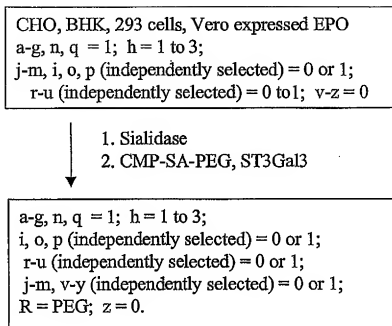 CHO, BHK, 293 cells, Vero expressed EPO
a-g, n, q = 1; h = 1 to 3;
j-m, i, o, p (independently selected) = 0 or 1;
r-u (independently selected) = 0 to1; v-z = 0
1. Sialidase
2. CMP-SA-PEG, ST3Gal3
a-g, n, q = 1; h = 1 to 3;
i, o, p (independently selected) = 0 or 1;
r-u (independently selected) = 0 or 1;
j-m, v-y (independently selected) = 0 or 1;
R = PEG; z = 0.